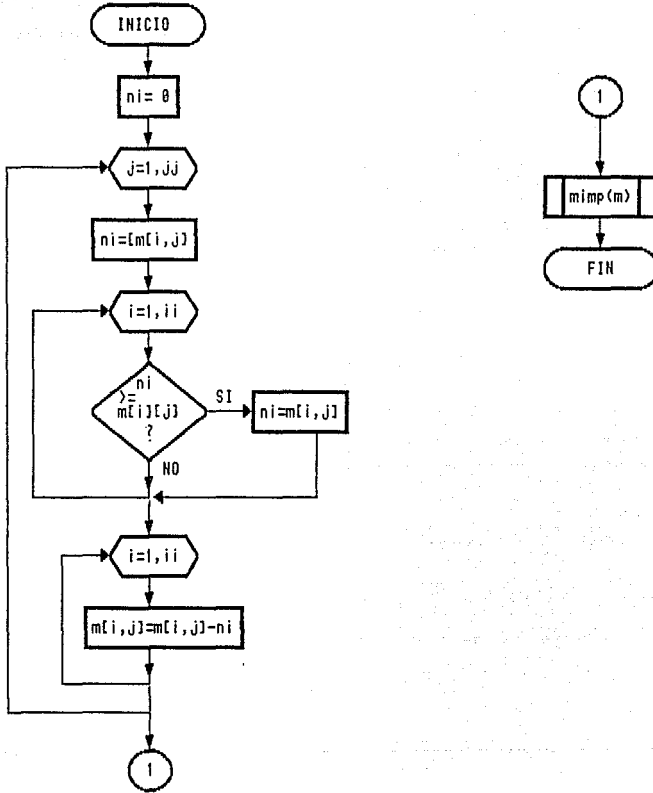 INICIO
ni= 0
j=1,jj
ni=[m[i,j]
i=1,ii
ni
>=
m[i][j]
?
SI
ni=m[i,j]
NO
i=1,ii
m[i,j]=m[i,j]-ni
1
1
mimp(m)
FIN